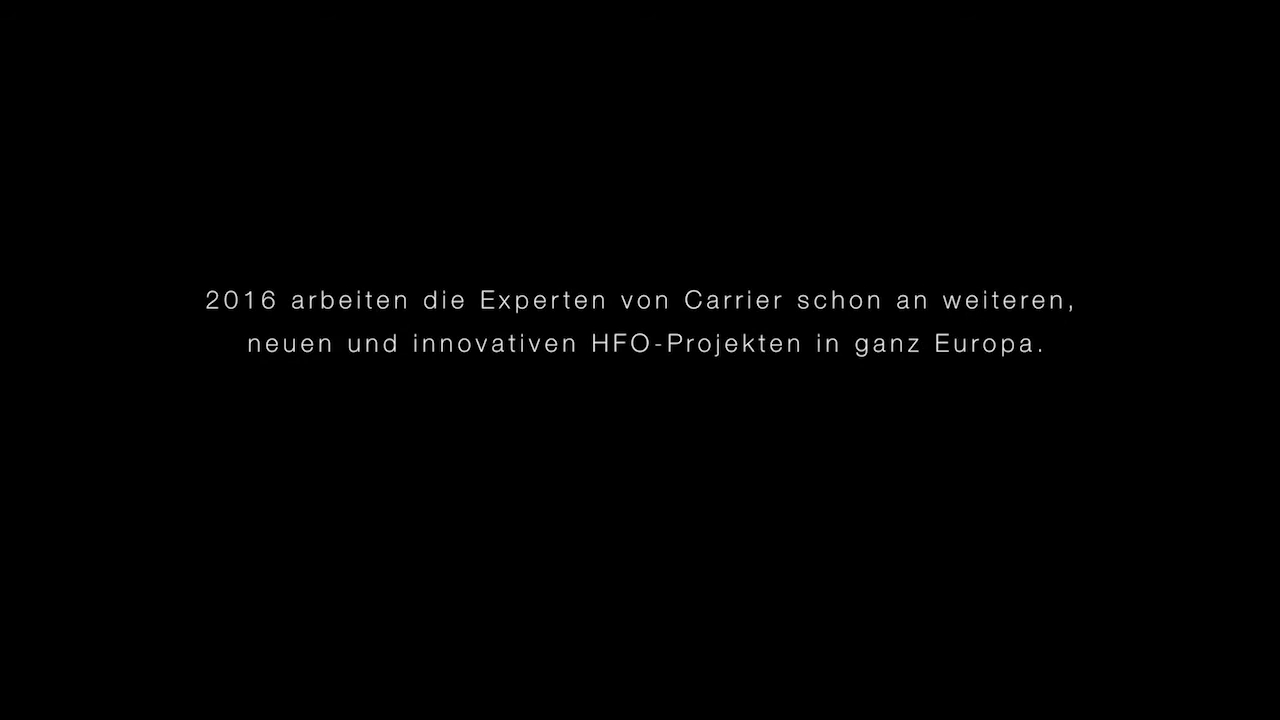 2016 arbeiten die Experten von Carrier schon an weiteren,
neuen und innovativen HFO-Projekten in ganz Europa.